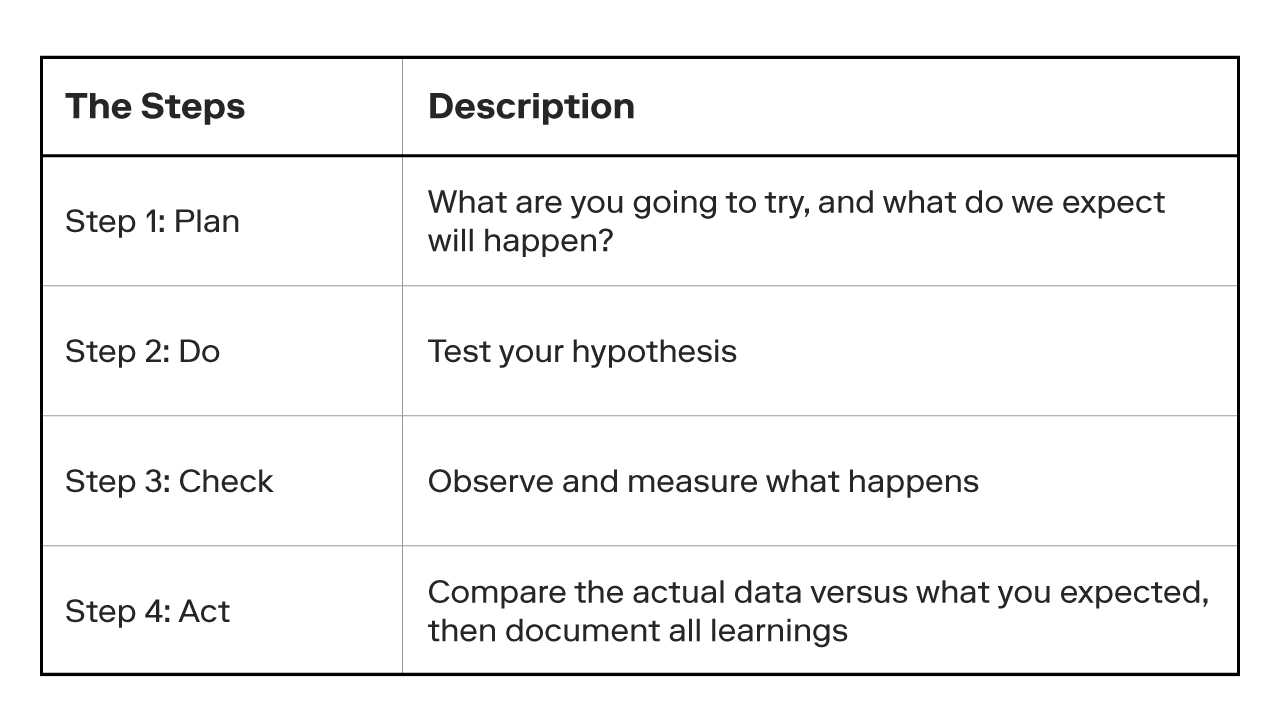 The Steps
Description
Step 1: Plan
What are you going to try, and what do we expect
will happen?
Step 2: Do
Test your hypothesis
Step 3: Check
Observe and measure what happens
Step 4: Act
Compare the actual data versus what you expected,
then document all learnings